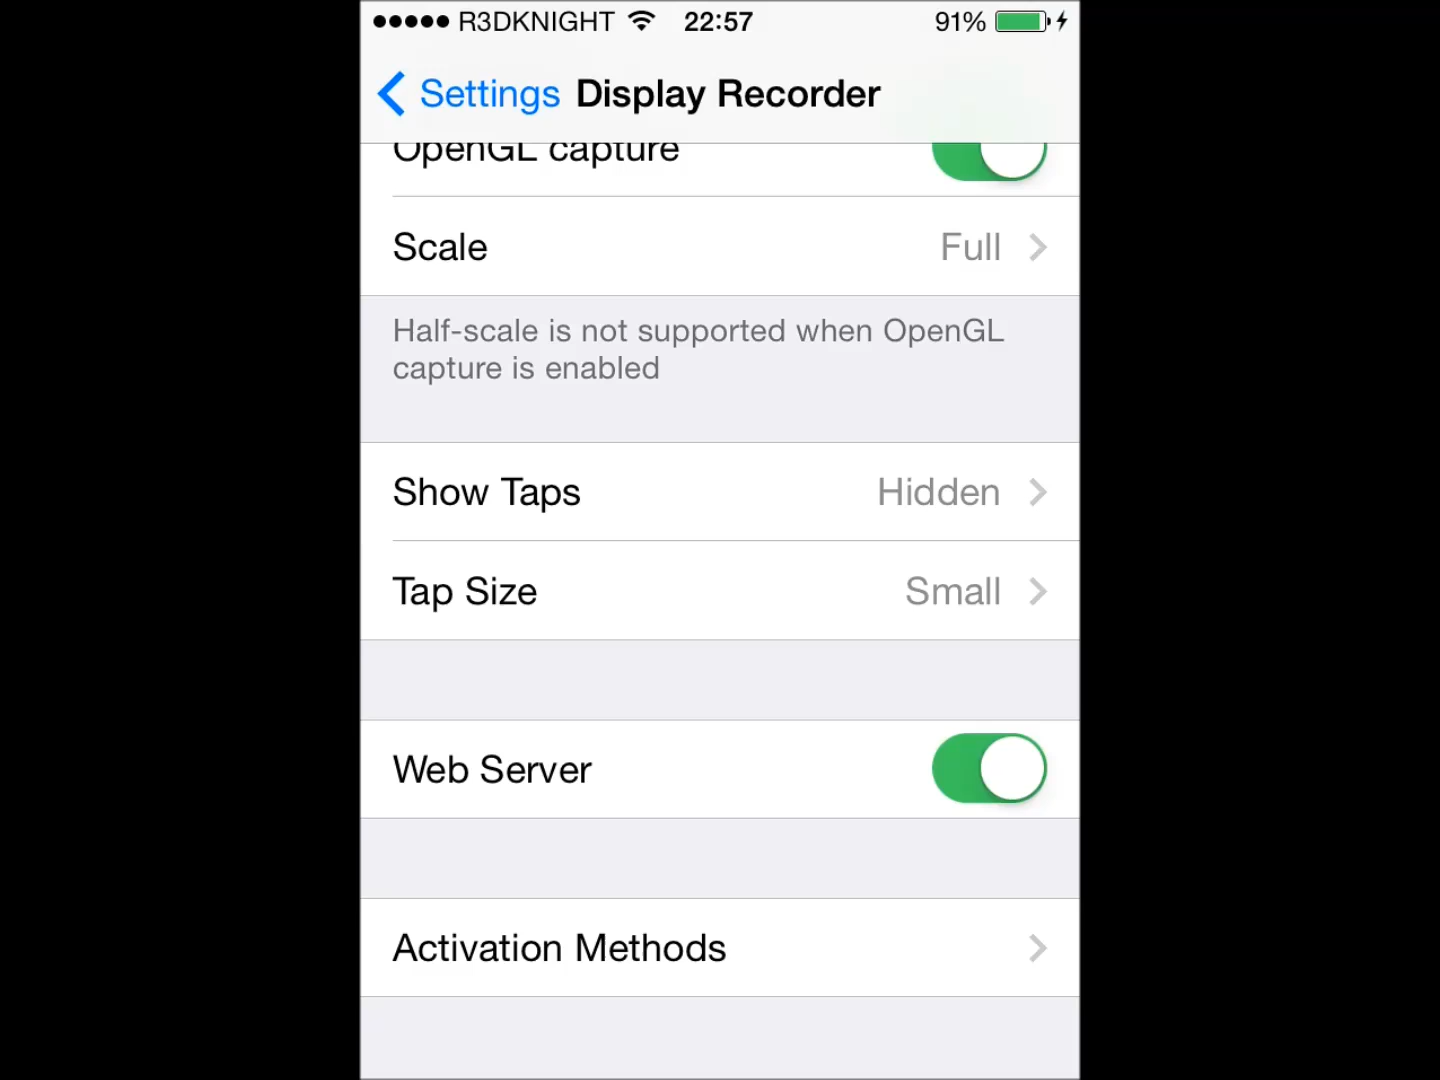 ●●●●● R3DKNIGHT 22:57 91%
Settings Display Recorder
OpenGL capture
Scale Full
Half-scale is not supported when OpenGL
capture is enabled
Show Taps Hidden
Tap Size Small
Web Server
Activation Methods